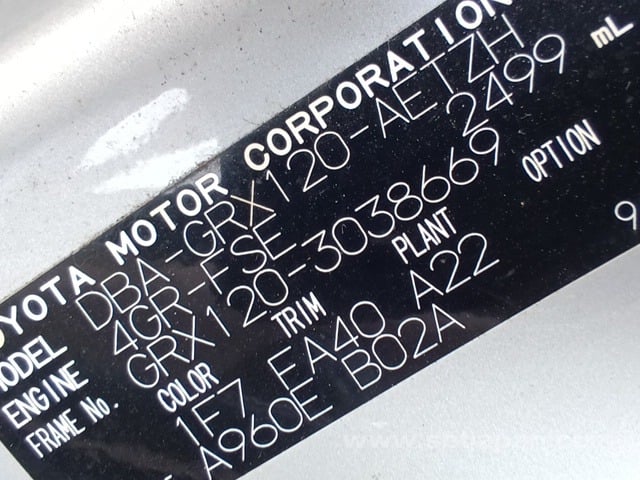 TOYOTA MOTOR CORPORATION
MODEL DBA-GRX120-AETZH
ENGINE 4GR-FSE 2499 mL
FRAME No. GRX120-3038669
COLOR TRIM PLANT OPTION
1F7 FA40 A22 9
A960E B02A